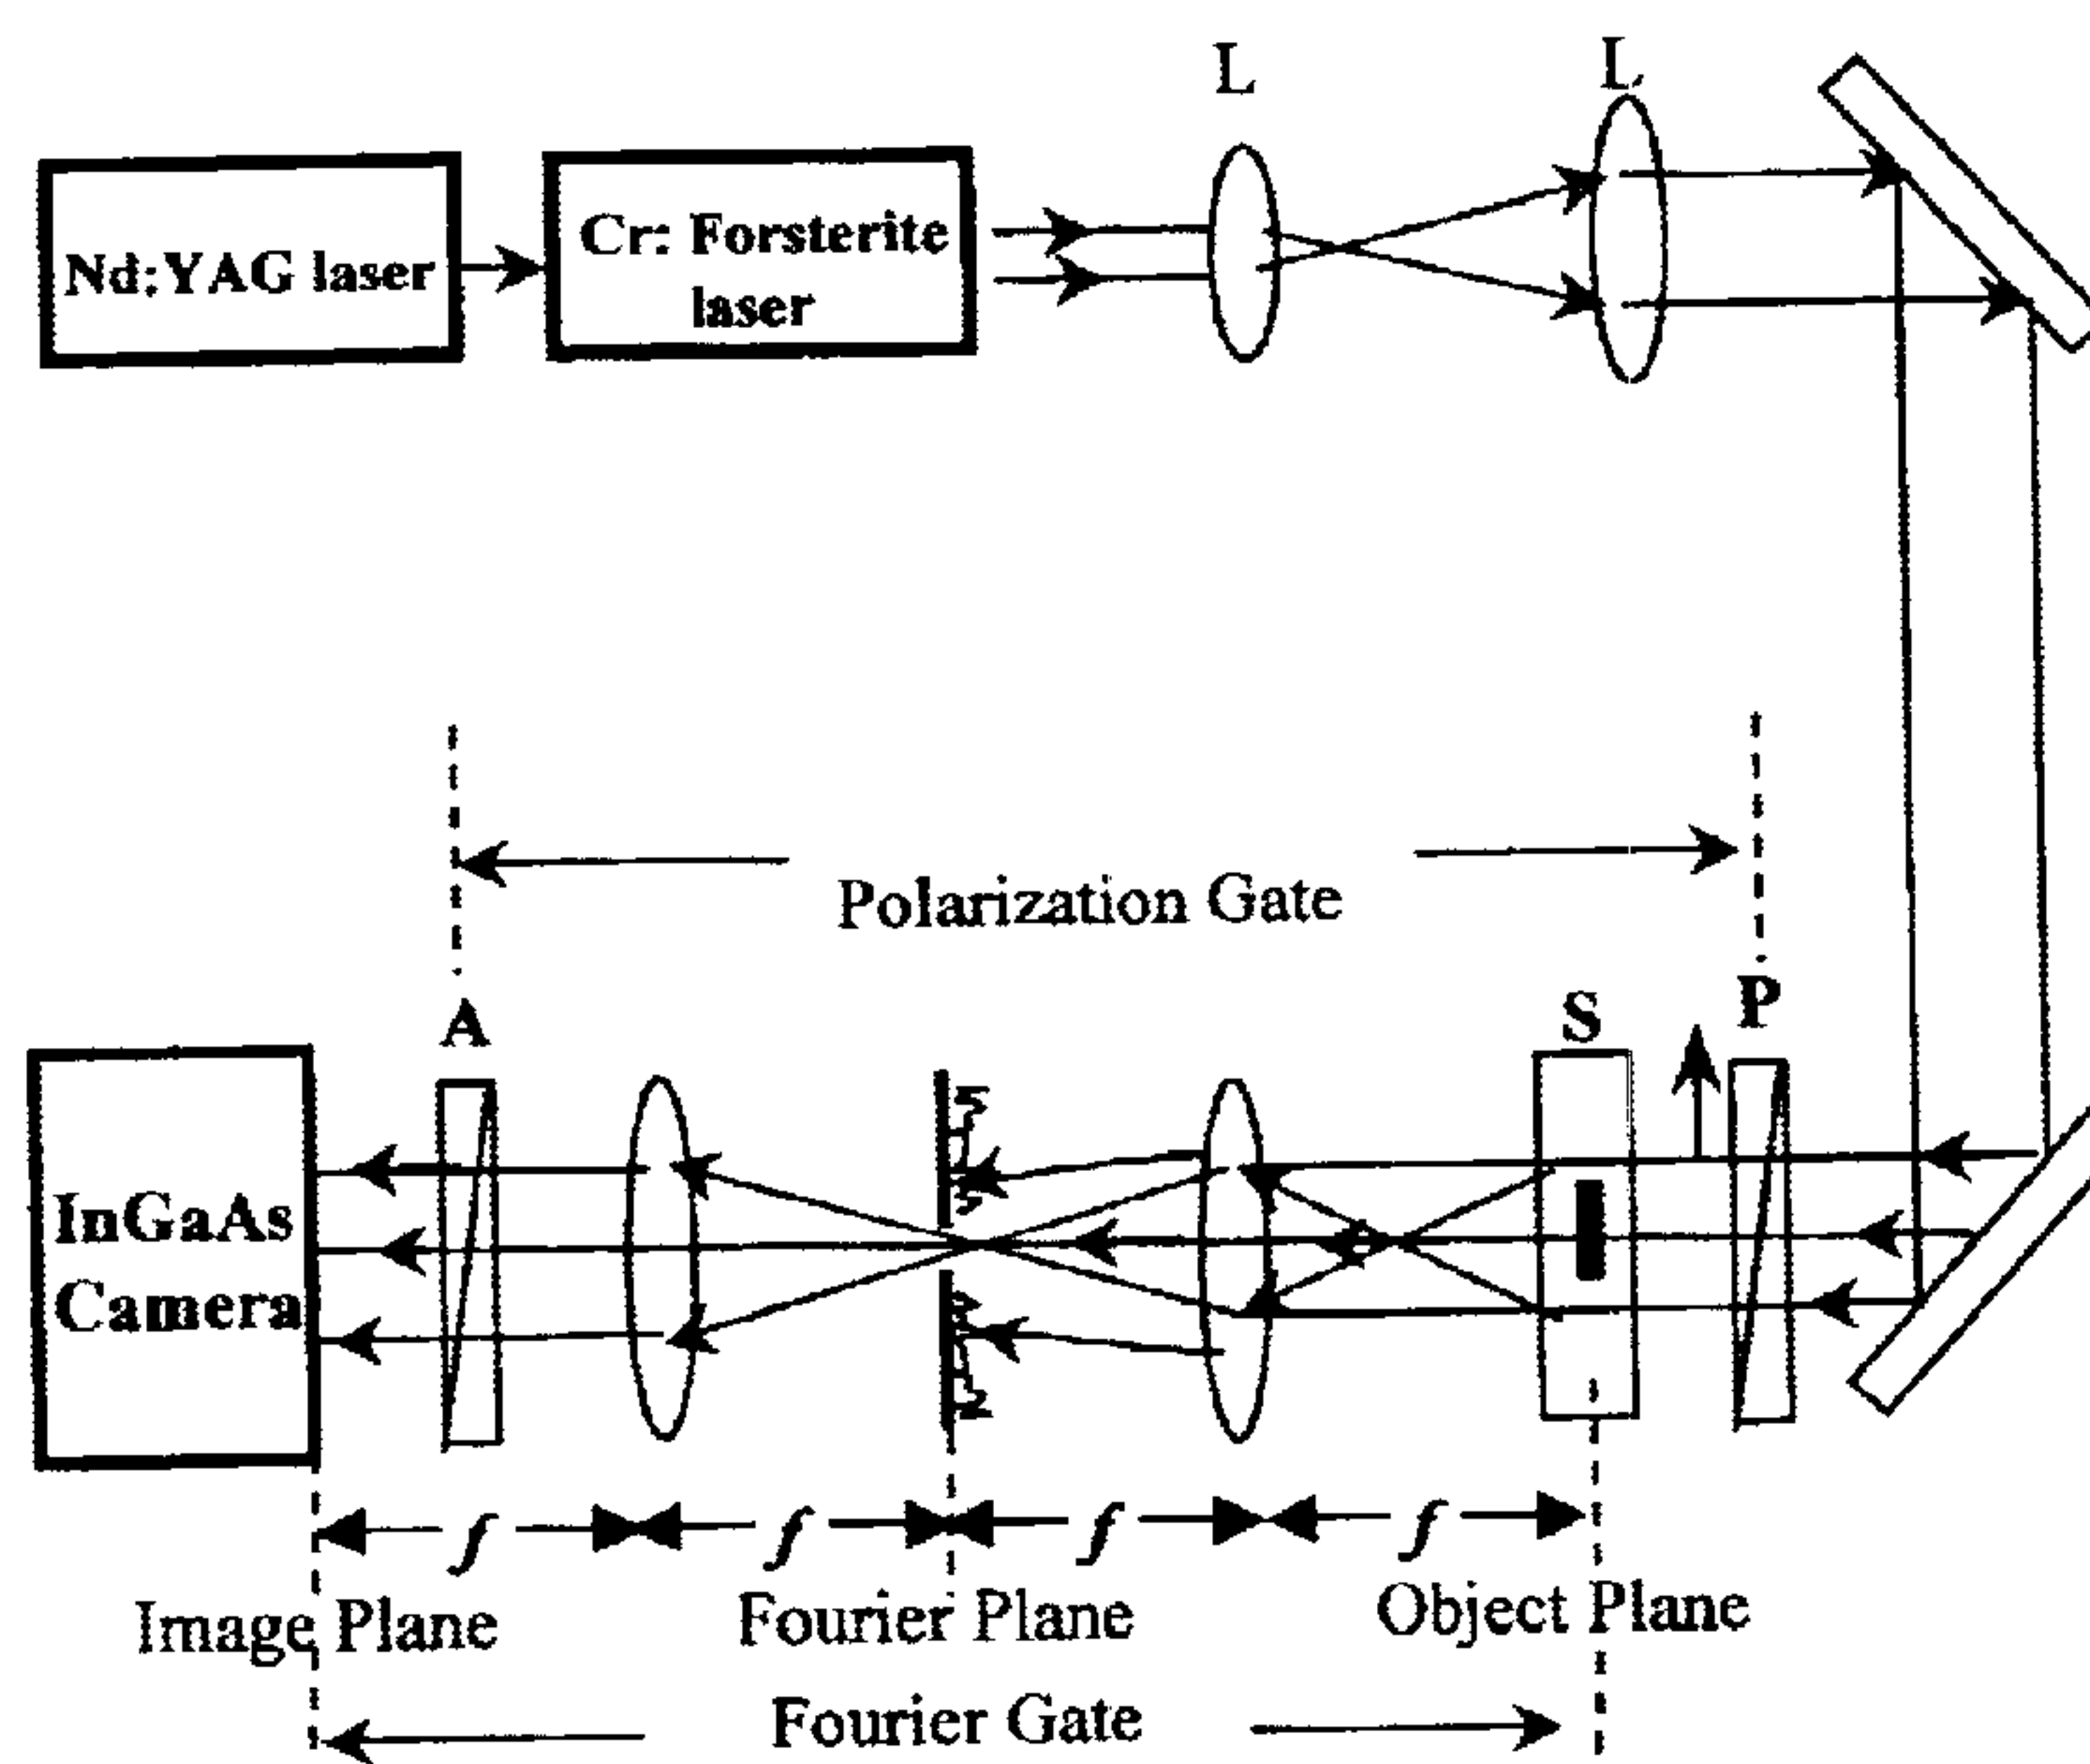 L
L
Nd:YAG laser
Cr: Forsterite
laser
Polarization Gate
A
S
P
InGaAs
Camera
f
f
f
f
Image Plane
Fourier Plane
Object Plane
Fourier Gate